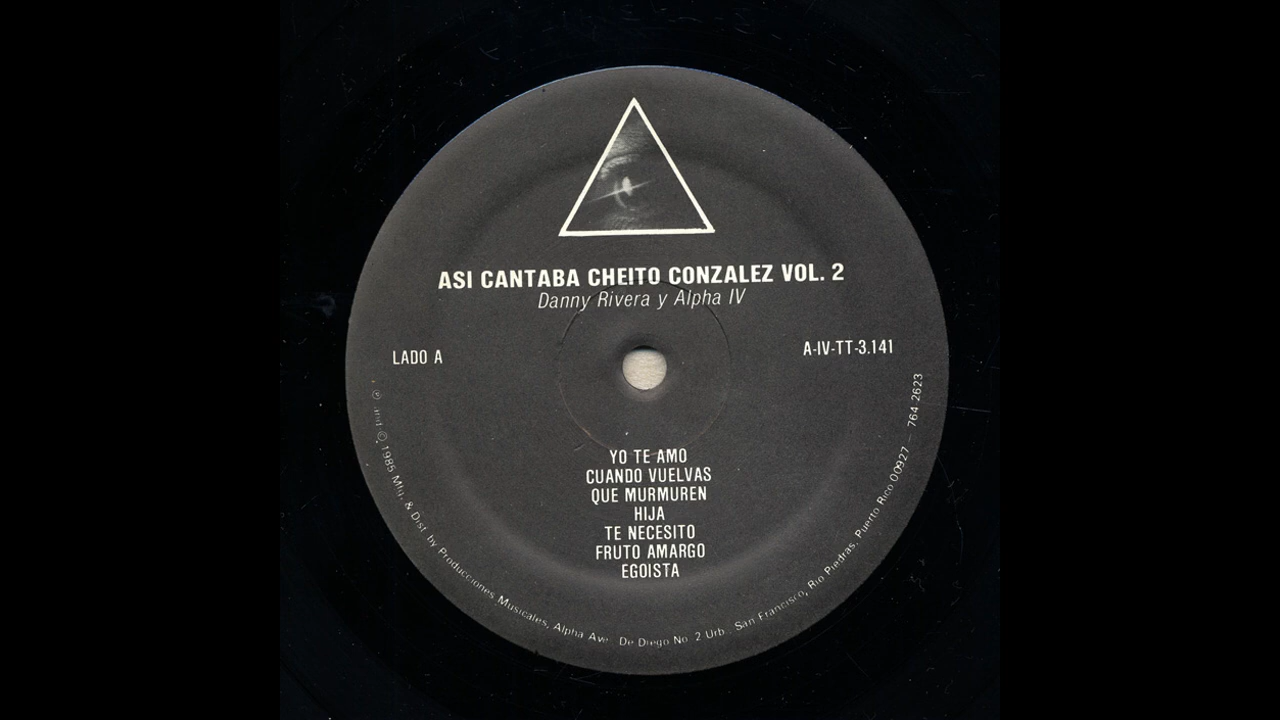 ASI CANTABA CHEITO CONZALEZ VOL. 2
Danny Rivera y Alpha IV
LADO A
A-IV-TT-3.141
YO TE AMO
CUANDO VUELVAS
QUE MURMUREN
HIJA
TE NECESITO
FRUTO AMARGO
EGOISTA
© 1985 Mfg. & Dist. by Producciones Musicales, Alpha Ave. De Diego No. 2 Urb. San Francisco, Rio Piedras, Puerto Rico 00927 — 764-2623